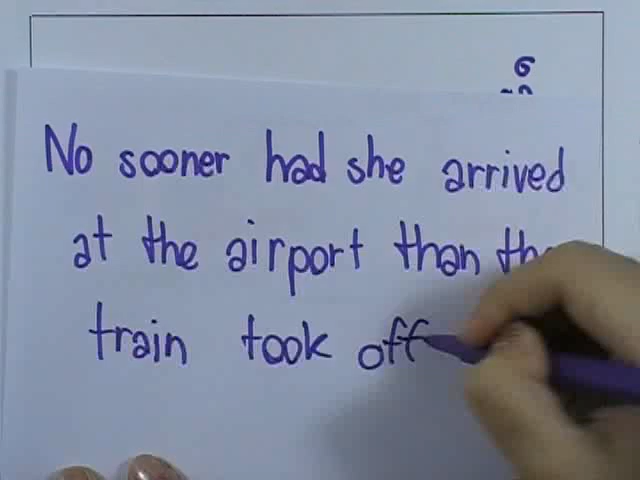 No sooner had she arrived
at the airport than the
train took off